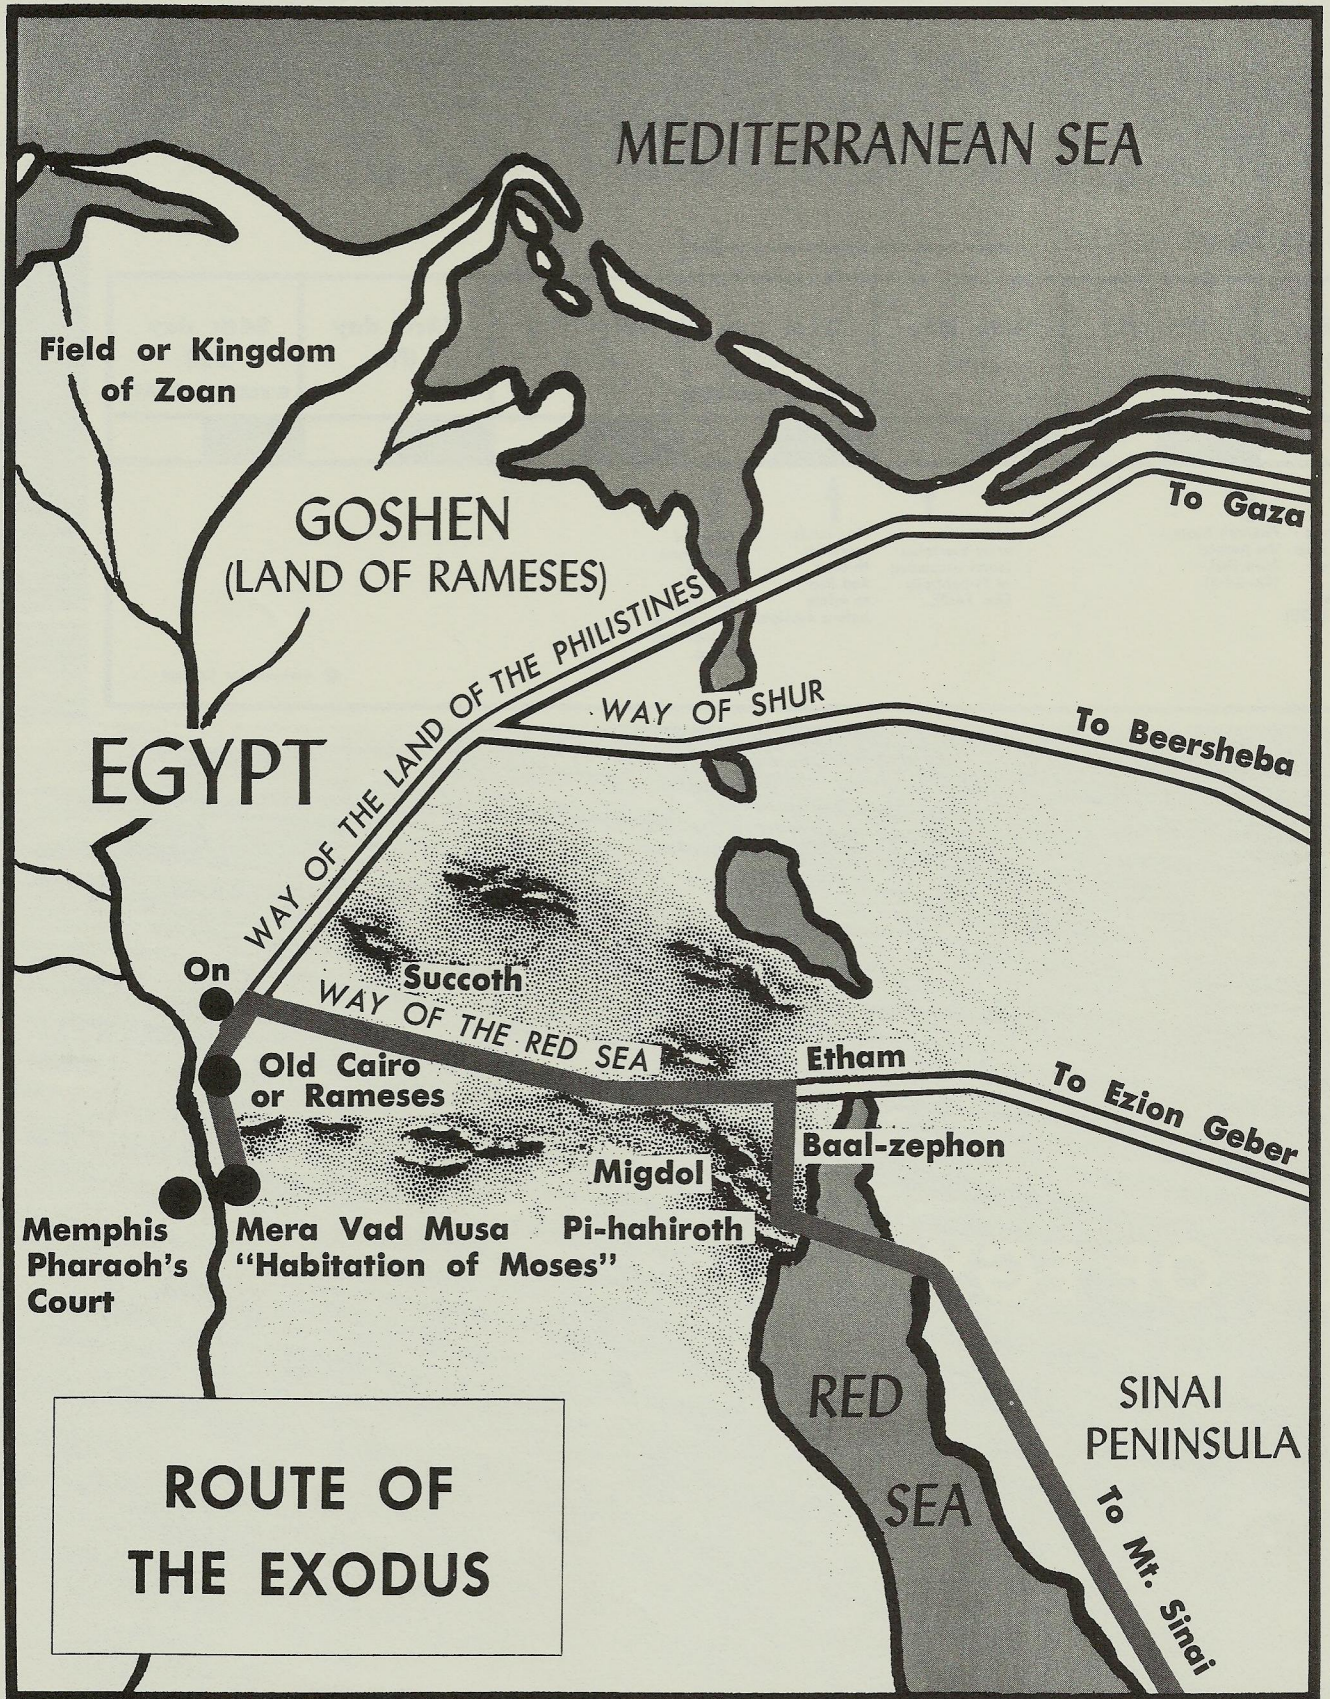 MEDITERRANEAN SEA
Field or Kingdom
of Zoan
GOSHEN
(LAND OF RAMESES)
To Gaza
WAY OF THE LAND OF THE PHILISTINES
WAY OF SHUR
To Beersheba
EGYPT
On
Succoth
WAY OF THE RED SEA
Old Cairo
or Rameses
Etham
To Ezion Geber
Baal-zephon
Migdol
Pi-hahiroth
Memphis
Pharaoh's
Court
Mera Vad Musa
"Habitation of Moses"
RED
SEA
SINAI
PENINSULA
To Mt. Sinai
ROUTE OF
THE EXODUS